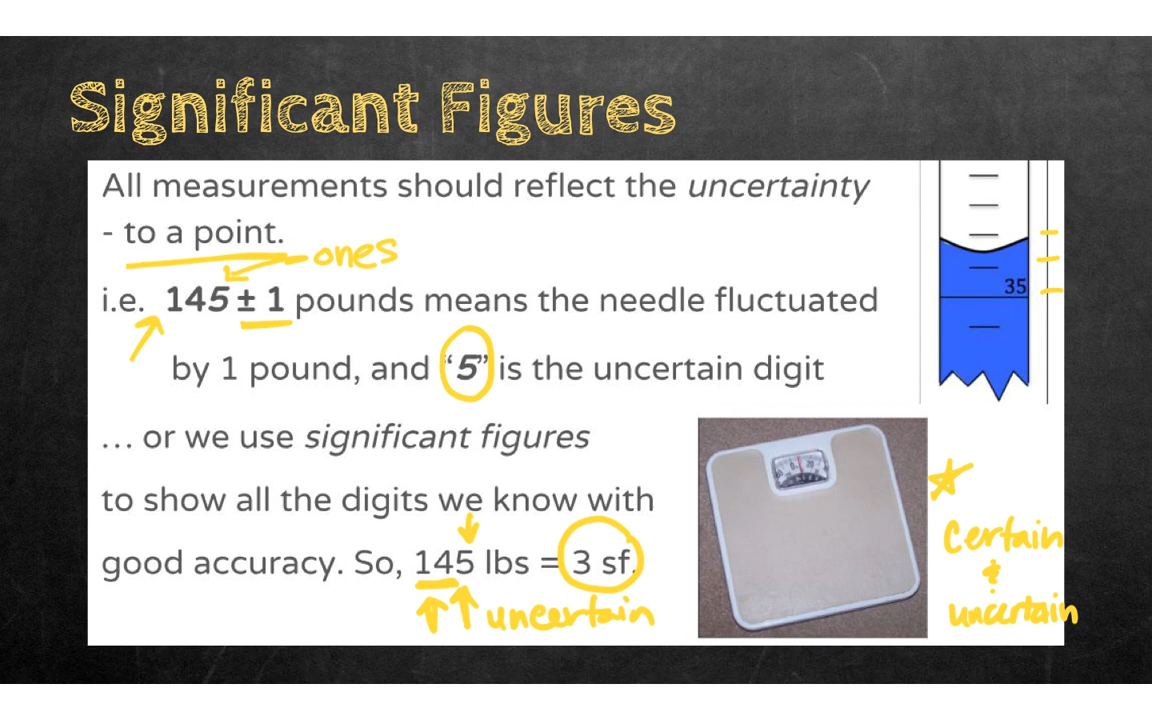 Significant Figures
All measurements should reflect the uncertainty
- to a point.
ones
i.e. 145 ± 1 pounds means the needle fluctuated
by 1 pound, and “5” is the uncertain digit
35
... or we use significant figures
to show all the digits we know with
good accuracy. So, 145 lbs = 3 sf.
uncertain
Certain
&
uncertain